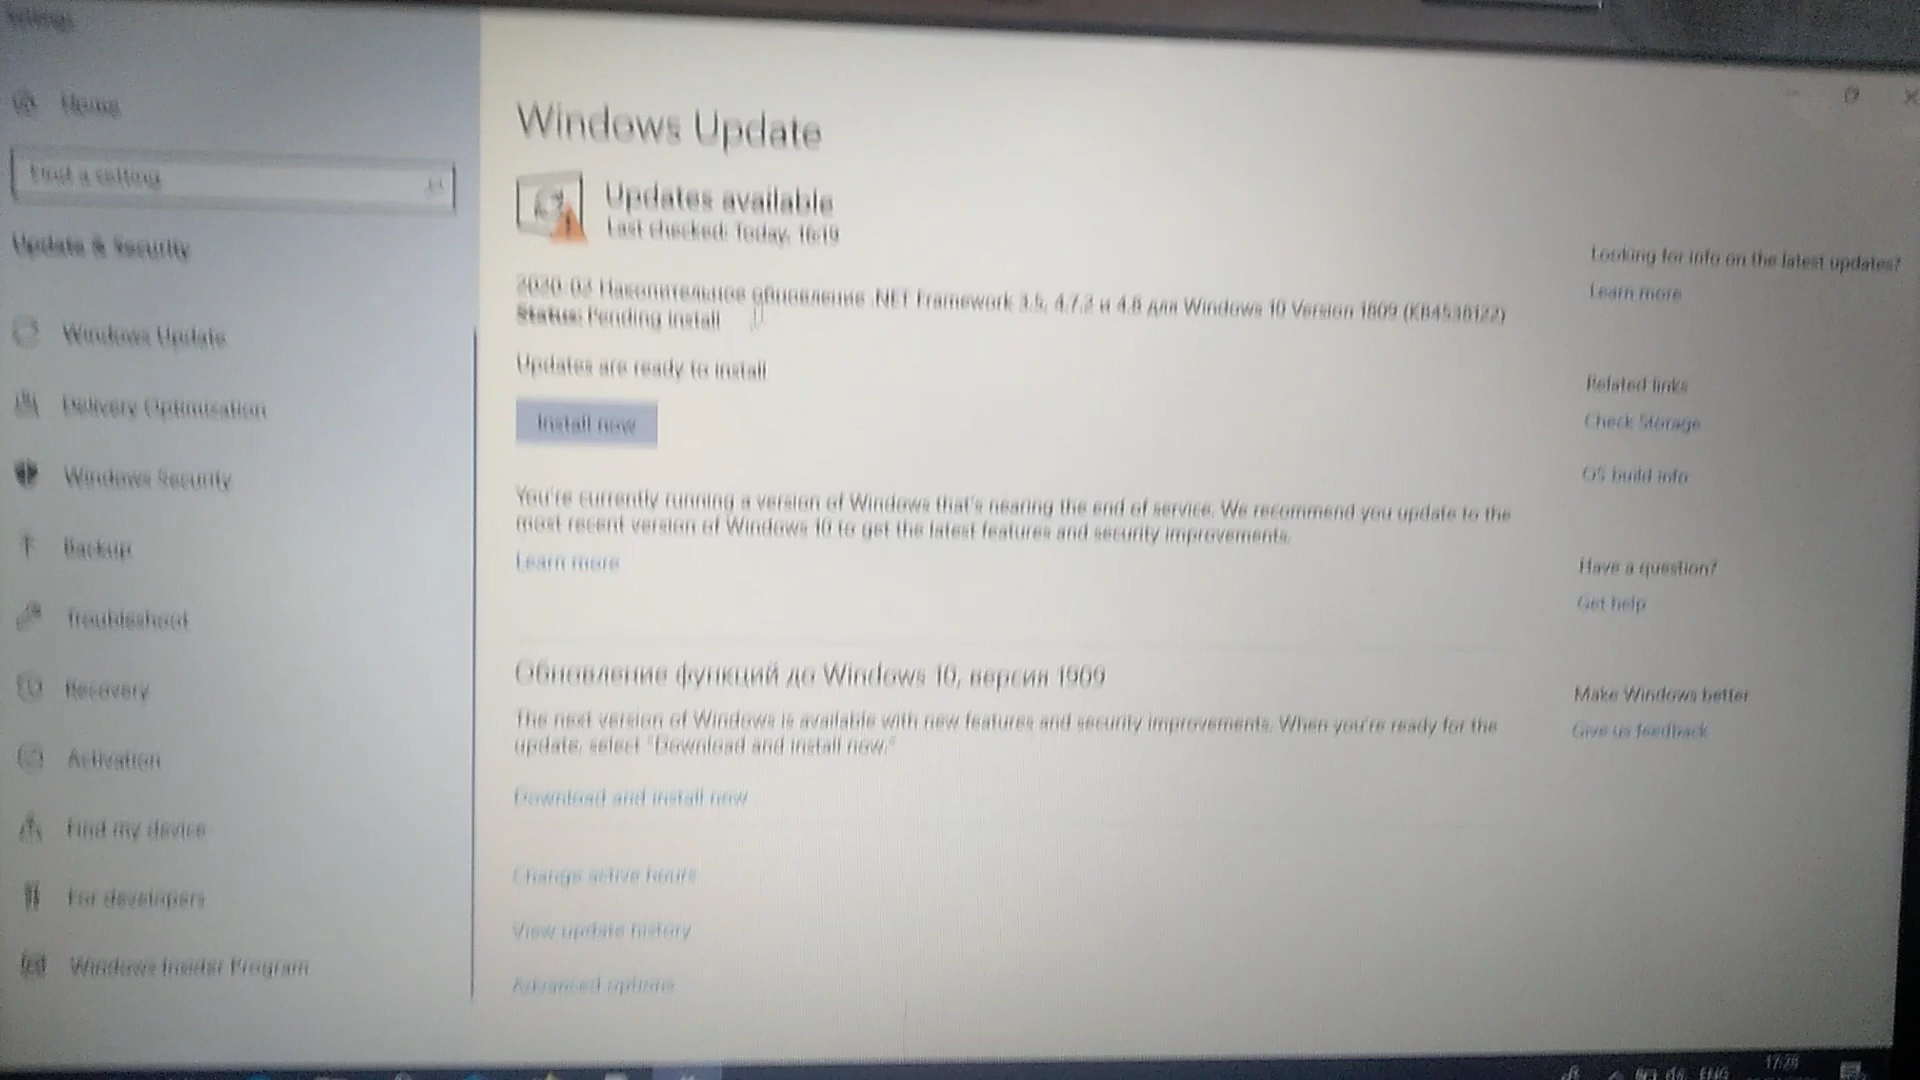 Settings
Home
Find a setting
Update & Security
Windows Update
Delivery Optimisation
Windows Security
Backup
Troubleshoot
Recovery
Activation
Find my device
For developers
Windows Insider Program
Windows Update
Updates available
Last checked: Today, 16:19
2020-02 Накопительное обновление .NET Framework 3.5, 4.7.2 и 4.8 для Windows 10 Version 1809 (KB4538122)
Status: Pending install
Updates are ready to install
Install now
You're currently running a version of Windows that's nearing the end of service. We recommend you update to the
most recent version of Windows 10 to get the latest features and security improvements.
Learn more
Обновление функций до Windows 10, версия 1909
The next version of Windows is available with new features and security improvements. When you're ready for the
update, select "Download and install now."
Download and install now
Change active hours
View update history
Advanced options
Looking for info on the latest updates?
Learn more
Related links
Check Storage
OS build info
Have a question?
Get help
Make Windows better
Give us feedback
ENG